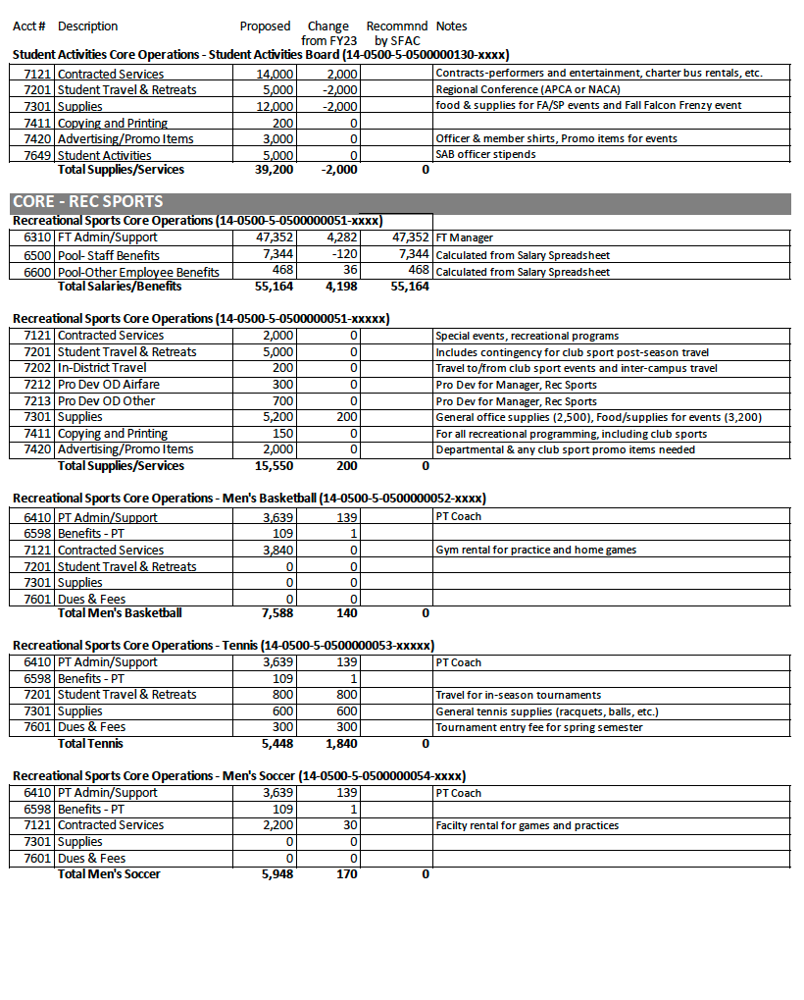 Acct # Description Proposed Change Recommnd Notes
from FY23 by SFAC
Student Activities Core Operations - Student Activities Board (14-0500-5-0500000130-xxxx)
7121 Contracted Services 14,000 2,000 Contracts-performers and entertainment, charter bus rentals, etc.
7201 Student Travel & Retreats 5,000 -2,000 Regional Conference (APCA or NACA)
7301 Supplies 12,000 -2,000 food & supplies for FA/SP events and Fall Falcon Frenzy event
7411 Copying and Printing 200 0
7420 Advertising/Promo Items 3,000 0 Officer & member shirts, Promo items for events
7649 Student Activities 5,000 0 SAB officer stipends
Total Supplies/Services 39,200 -2,000 0
CORE - REC SPORTS
Recreational Sports Core Operations (14-0500-5-0500000051-xxxx)
6310 FT Admin/Support 47,352 4,282 47,352 FT Manager
6500 Pool- Staff Benefits 7,344 -120 7,344 Calculated from Salary Spreadsheet
6600 Pool-Other Employee Benefits 468 36 468 Calculated from Salary Spreadsheet
Total Salaries/Benefits 55,164 4,198 55,164
Recreational Sports Core Operations (14-0500-5-0500000051-xxxxx)
7121 Contracted Services 2,000 0 Special events, recreational programs
7201 Student Travel & Retreats 5,000 0 Includes contingency for club sport post-season travel
7202 In-District Travel 200 0 Travel to/from club sport events and inter-campus travel
7212 Pro Dev OD Airfare 300 0 Pro Dev for Manager, Rec Sports
7213 Pro Dev OD Other 700 0 Pro Dev for Manager, Rec Sports
7301 Supplies 5,200 200 General office supplies (2,500), Food/supplies for events (3,200)
7411 Copying and Printing 150 0 For all recreational programming, including club sports
7420 Advertising/Promo Items 2,000 0 Departmental & any club sport promo items needed
Total Supplies/Services 15,550 200 0
Recreational Sports Core Operations - Men's Basketball (14-0500-5-0500000052-xxxx)
6410 PT Admin/Support 3,639 139 PT Coach
6598 Benefits - PT 109 1
7121 Contracted Services 3,840 0 Gym rental for practice and home games
7201 Student Travel & Retreats 0 0
7301 Supplies 0 0
7601 Dues & Fees 0 0
Total Men's Basketball 7,588 140 0
Recreational Sports Core Operations - Tennis (14-0500-5-0500000053-xxxxx)
6410 PT Admin/Support 3,639 139 PT Coach
6598 Benefits - PT 109 1
7201 Student Travel & Retreats 800 800 Travel for in-season tournaments
7301 Supplies 600 600 General tennis supplies (racquets, balls, etc.)
7601 Dues & Fees 300 300 Tournament entry fee for spring semester
Total Tennis 5,448 1,840 0
Recreational Sports Core Operations - Men's Soccer (14-0500-5-0500000054-xxxx)
6410 PT Admin/Support 3,639 139 PT Coach
6598 Benefits - PT 109 1
7121 Contracted Services 2,200 30 Facilty rental for games and practices
7301 Supplies 0 0
7601 Dues & Fees 0 0
Total Men's Soccer 5,948 170 0